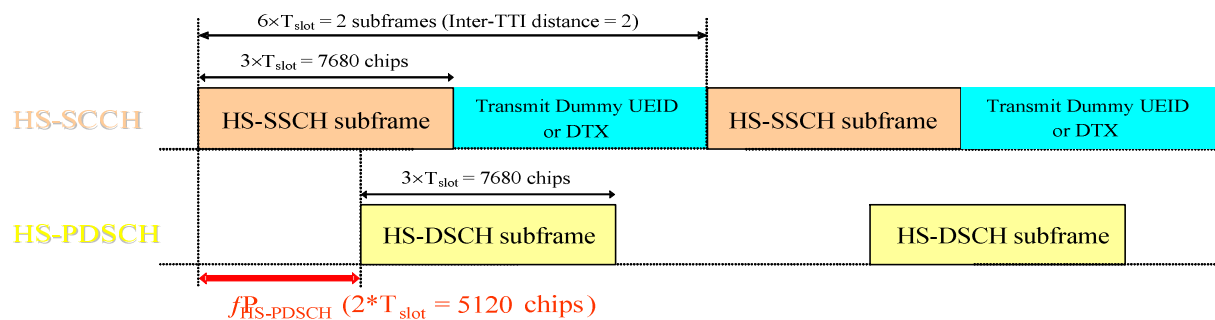 6×Tslot = 2 subframes (Inter-TTI distance = 2)
3×Tslot = 7680 chips
HS-SCCH
HS-SSCH subframe
Transmit Dummy UEID
or DTX
HS-SSCH subframe
Transmit Dummy UEID
or DTX
3×Tslot = 7680 chips
HS-PDSCH
HS-DSCH subframe
HS-DSCH subframe
fPHS-PDSCH (2*Tslot = 5120 chips)